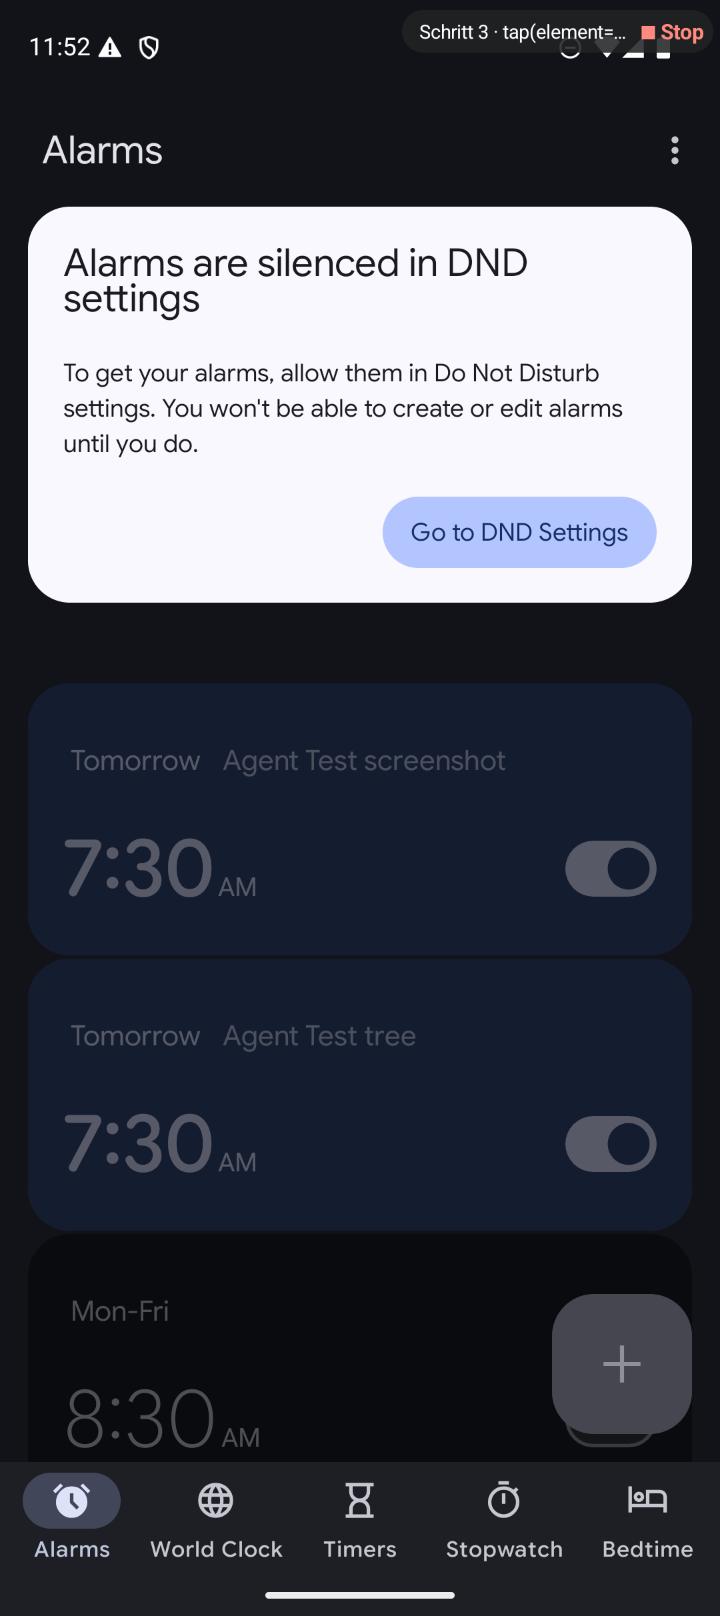 11:52
Schritt 3 · tap(element=... Stop
Alarms
Alarms are silenced in DND
settings
To get your alarms, allow them in Do Not Disturb
settings. You won't be able to create or edit alarms
until you do.
Go to DND Settings
Tomorrow Agent Test screenshot
7:30 AM
Tomorrow Agent Test tree
7:30 AM
Mon-Fri
8:30 AM
Alarms World Clock Timers Stopwatch Bedtime